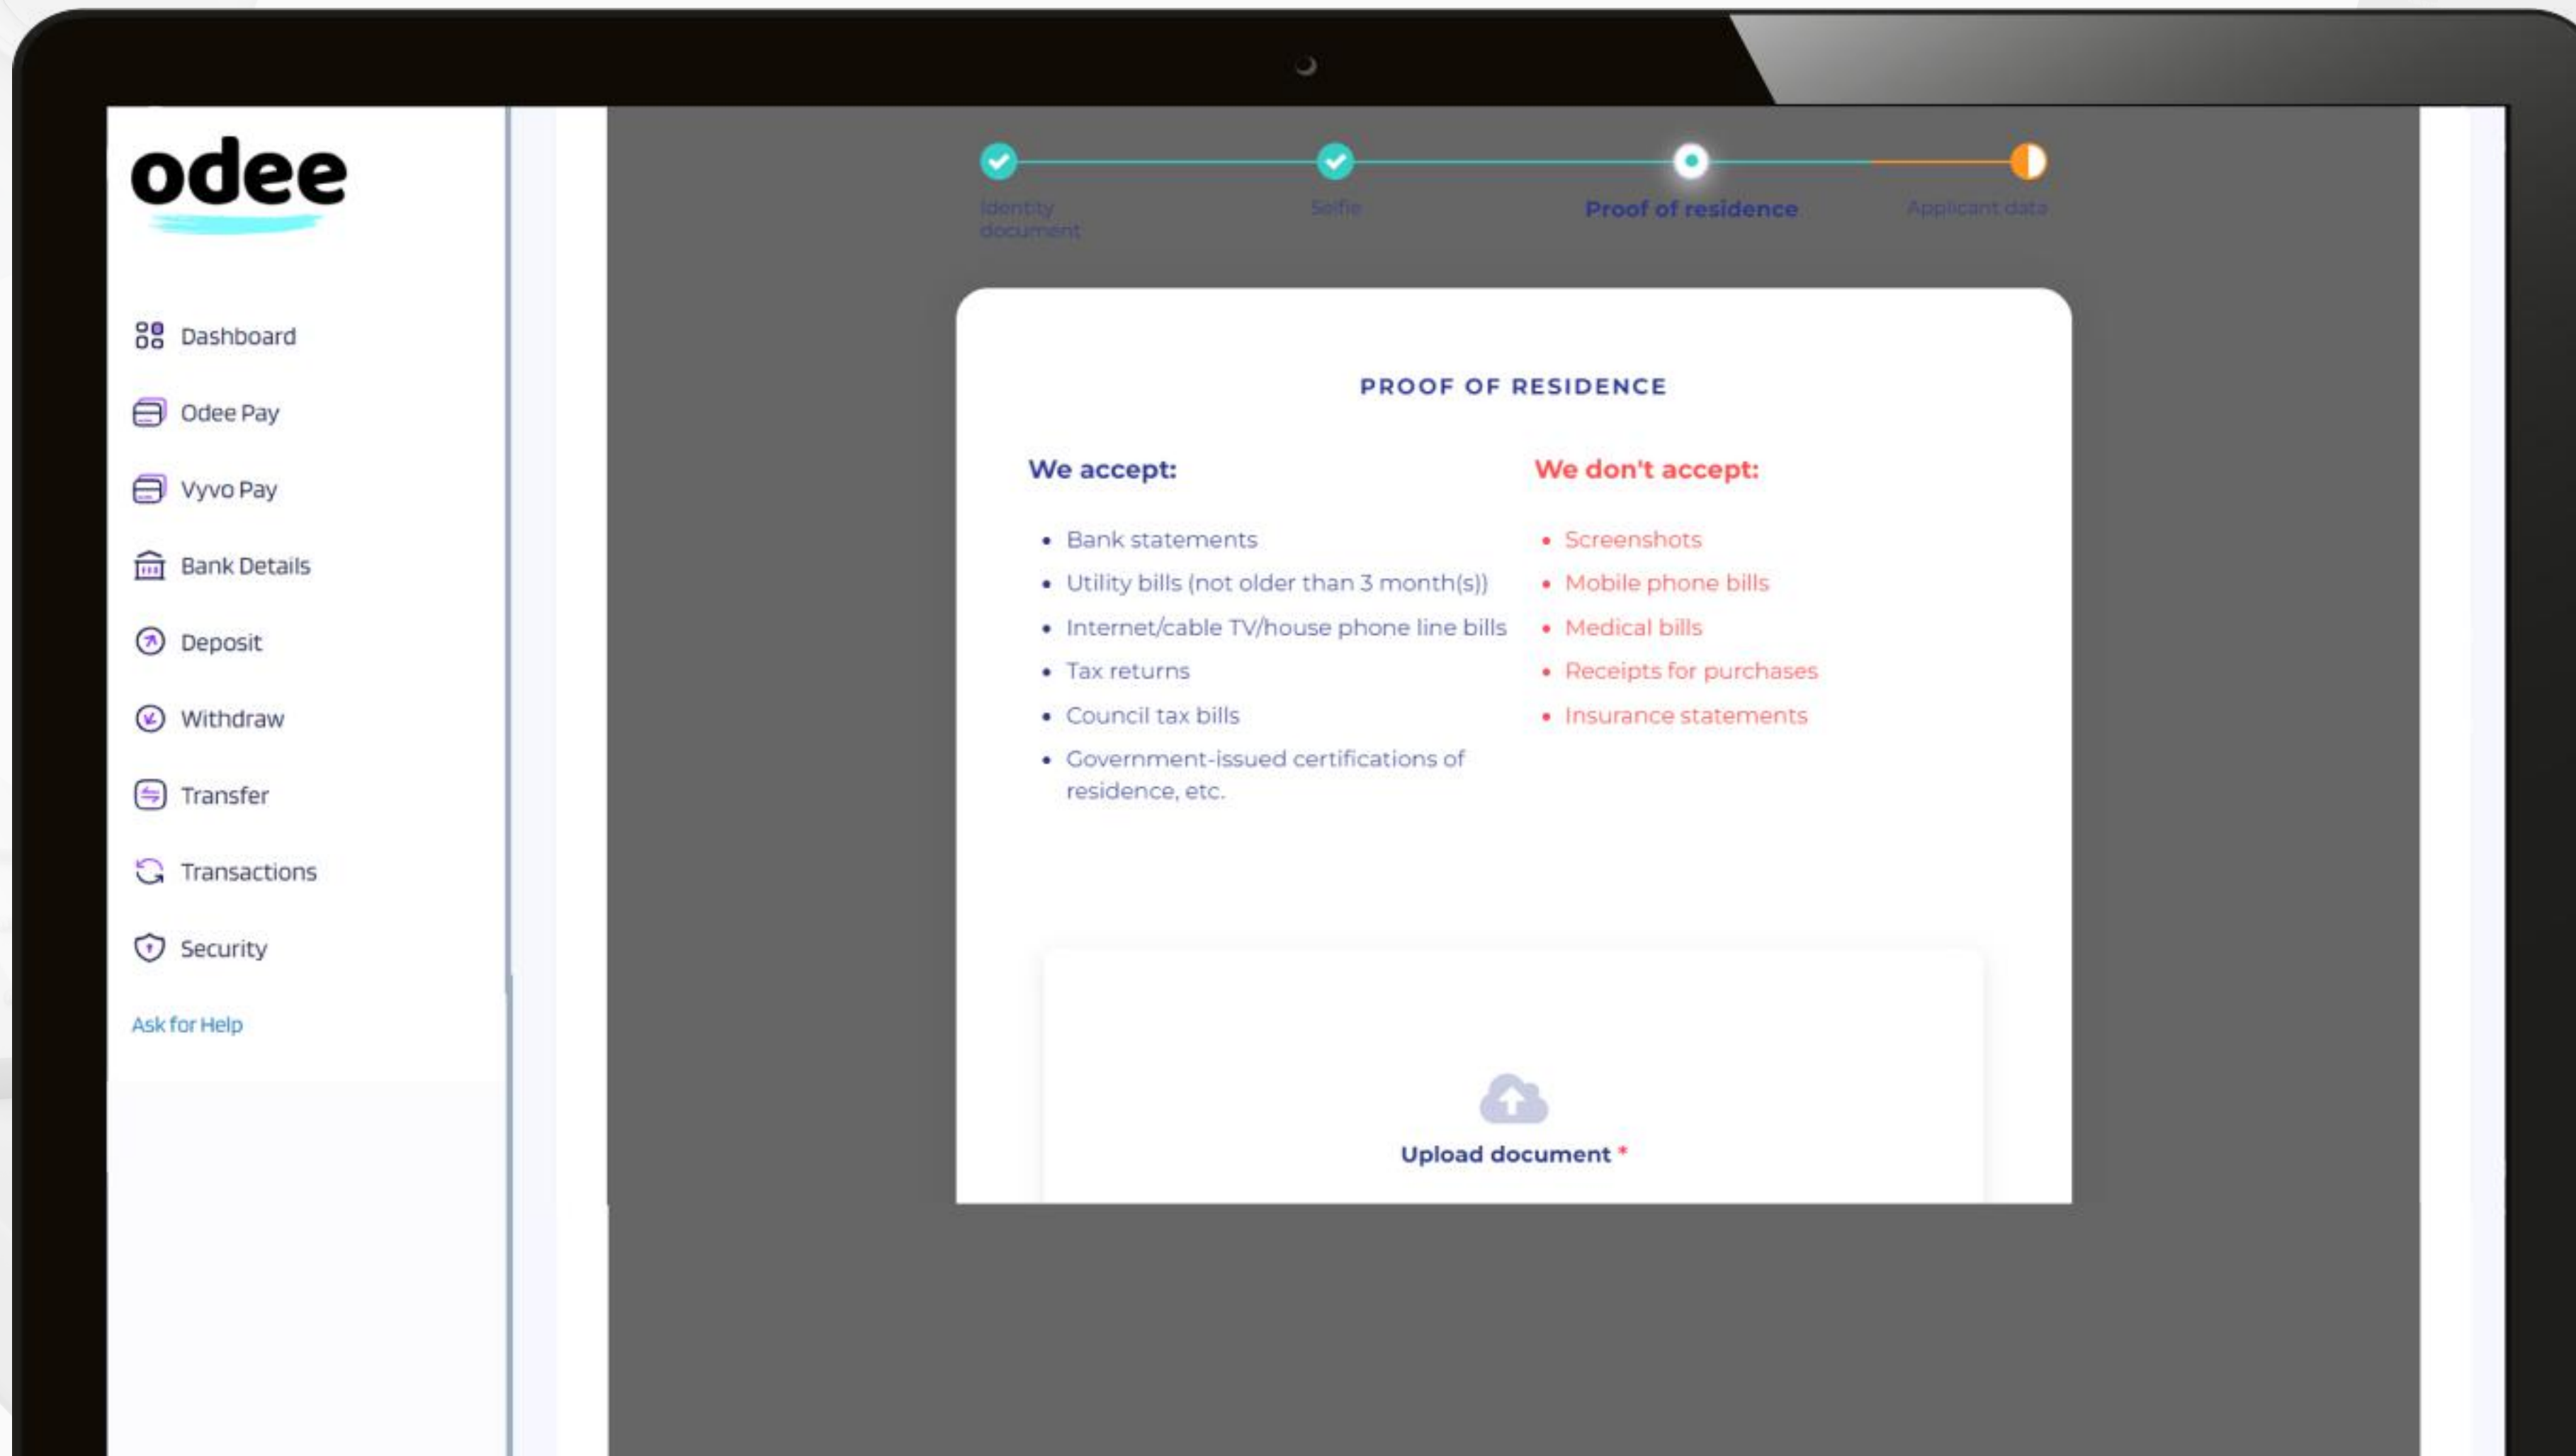 odee
Dashboard
Odee Pay
Vyvo Pay
Bank Details
Deposit
Withdraw
Transfer
Transactions
Security
Ask for Help
Identity
document
Selfie
Proof of residence
Applicant data
PROOF OF RESIDENCE
We accept:
Bank statements
Utility bills (not older than 3 month(s))
Internet/cable TV/house phone line bills
Tax returns
Council tax bills
Government-issued certifications of
residence, etc.
We don't accept:
Screenshots
Mobile phone bills
Medical bills
Receipts for purchases
Insurance statements
Upload document *